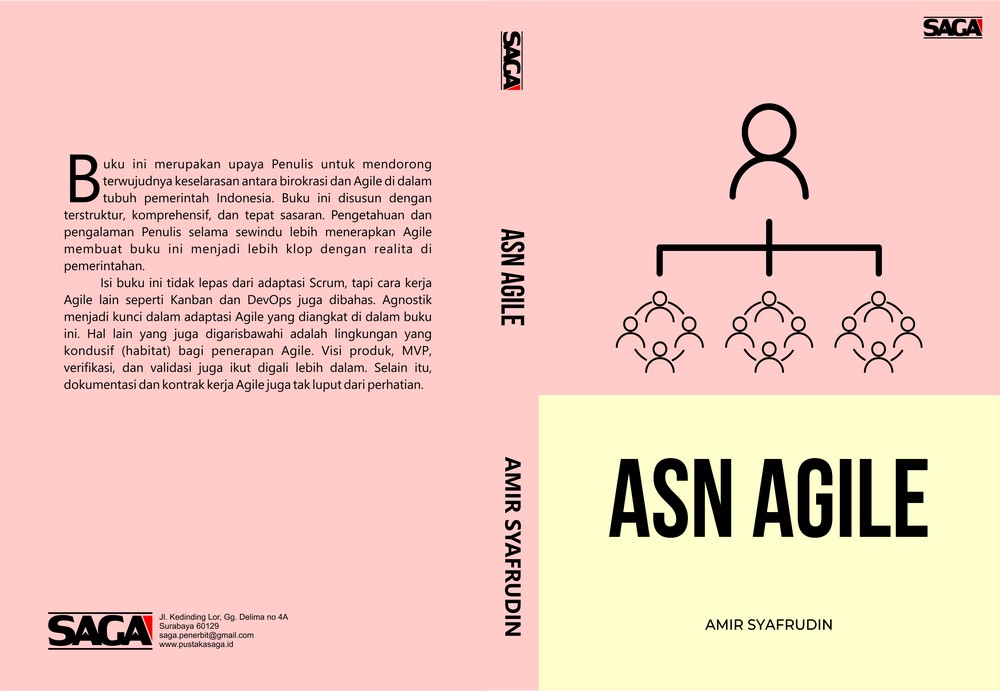 Buku ini merupakan upaya Penulis untuk mendorong
terwujudnya keselarasan antara birokrasi dan Agile di dalam
tubuh pemerintah Indonesia. Buku ini disusun dengan
terstruktur, komprehensif, dan tepat sasaran. Pengetahuan dan
pengalaman Penulis selama sewindu lebih menerapkan Agile
membuat buku ini menjadi lebih klop dengan realita di
pemerintahan.
Isi buku ini tidak lepas dari adaptasi Scrum, tapi cara kerja
Agile lain seperti Kanban dan DevOps juga dibahas. Agnostik
menjadi kunci dalam adaptasi Agile yang diangkat di dalam buku
ini. Hal lain yang juga digarisbawahi adalah lingkungan yang
kondusif (habitat) bagi penerapan Agile. Visi produk, MVP,
verifikasi, dan validasi juga ikut digali lebih dalam. Selain itu,
dokumentasi dan kontrak kerja Agile juga tak luput dari perhatian.
SAGA
Jl. Kedinding Lor, Gg. Delima no 4A
Surabaya 60129
saga.penerbit@gmail.com
www.pustakasaga.id
SAGA
ASN AGILE
AMIR SYAFRUDIN
SAGA
ASN AGILE
AMIR SYAFRUDIN